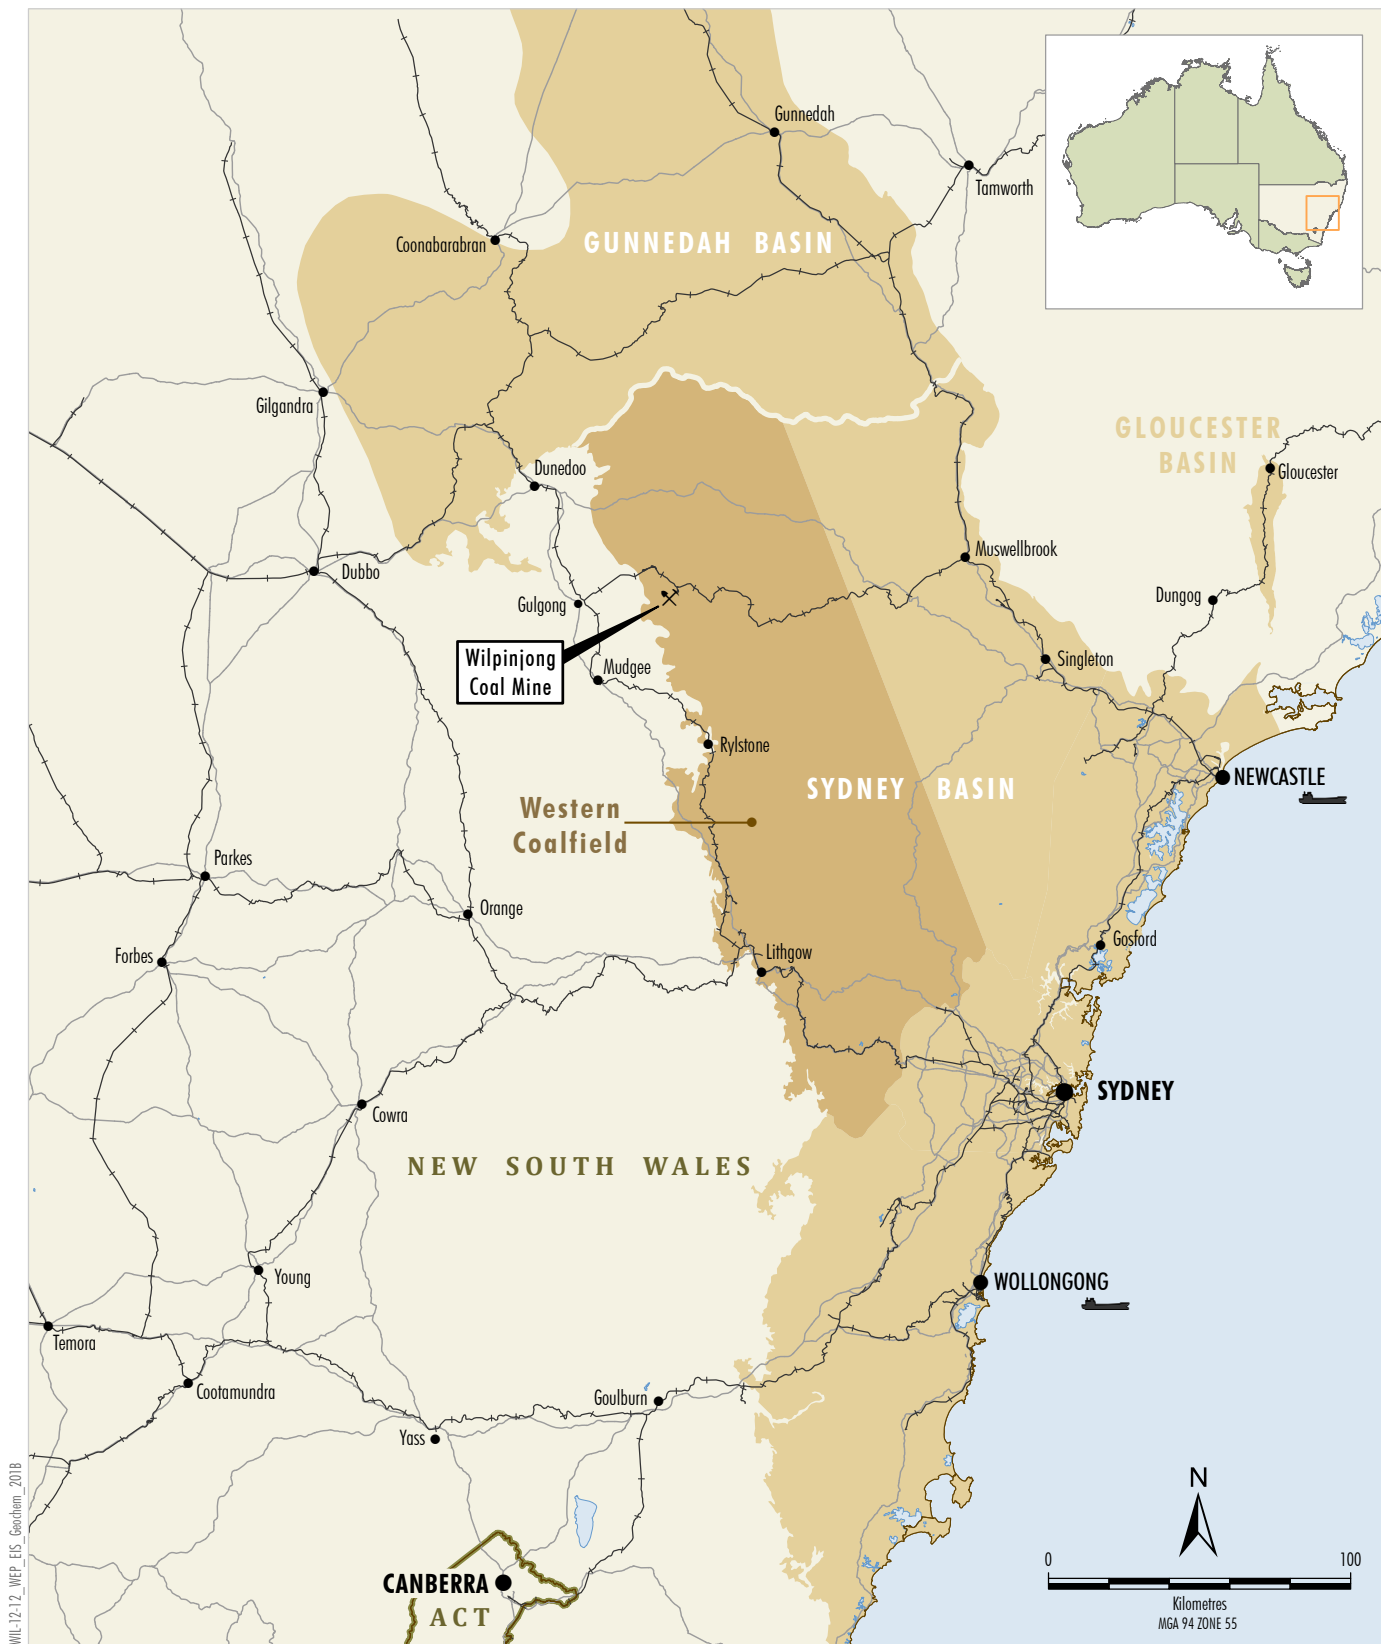 Gunnedah
Tamworth
Coonabarabran
GUNNEDAH BASIN
Gilgandra
GLOUCESTER
BASIN
Gloucester
Dunedoo
Muswellbrook
Dubbo
Gulgong
Dungog
Wilpinjong
Coal Mine
Mudgee
Singleton
Rylstone
NEWCASTLE
SYDNEY BASIN
Western
Coalfield
Parkes
Orange
Gosford
Forbes
Lithgow
SYDNEY
Cowra
NEW SOUTH WALES
Young
WOLLONGONG
Temora
Cootamundra
Goulburn
Yass
N
CANBERRA
ACT
0 100
Kilometres
MGA 94 ZONE 55
WIL-12-12_WEP_EIS_Geochem_201B